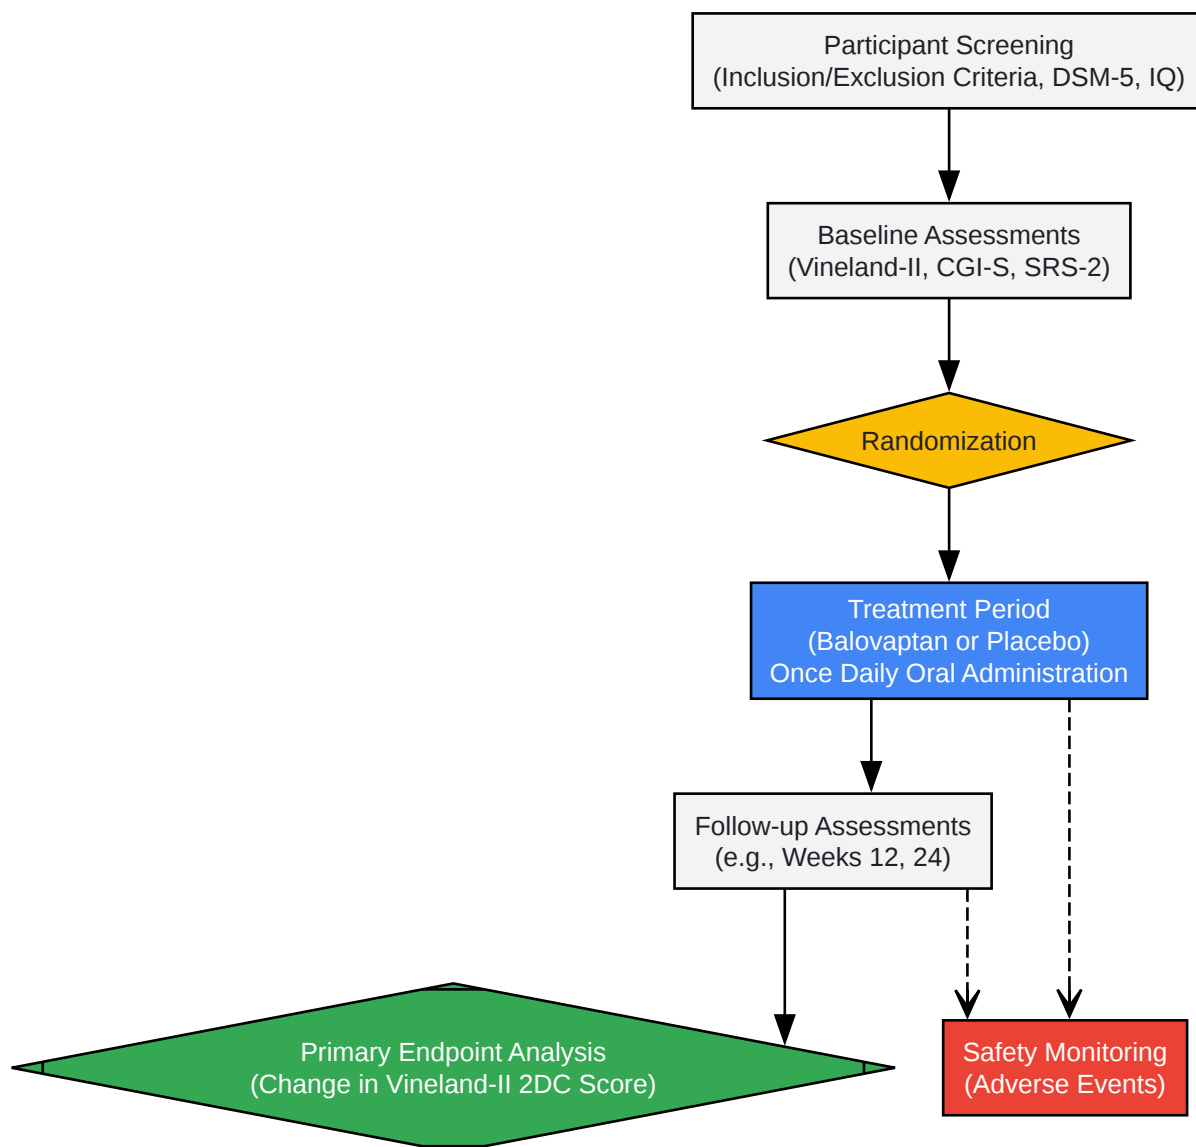 Participant Screening
(Inclusion/Exclusion Criteria, DSM-5, IQ)
Baseline Assessments
(Vineland-II, CGI-S, SRS-2)
Randomization
Treatment Period
(Balovaptan or Placebo)
Once Daily Oral Administration
Follow-up Assessments
(e.g., Weeks 12, 24)
Primary Endpoint Analysis
(Change in Vineland-II 2DC Score)
Safety Monitoring
(Adverse Events)